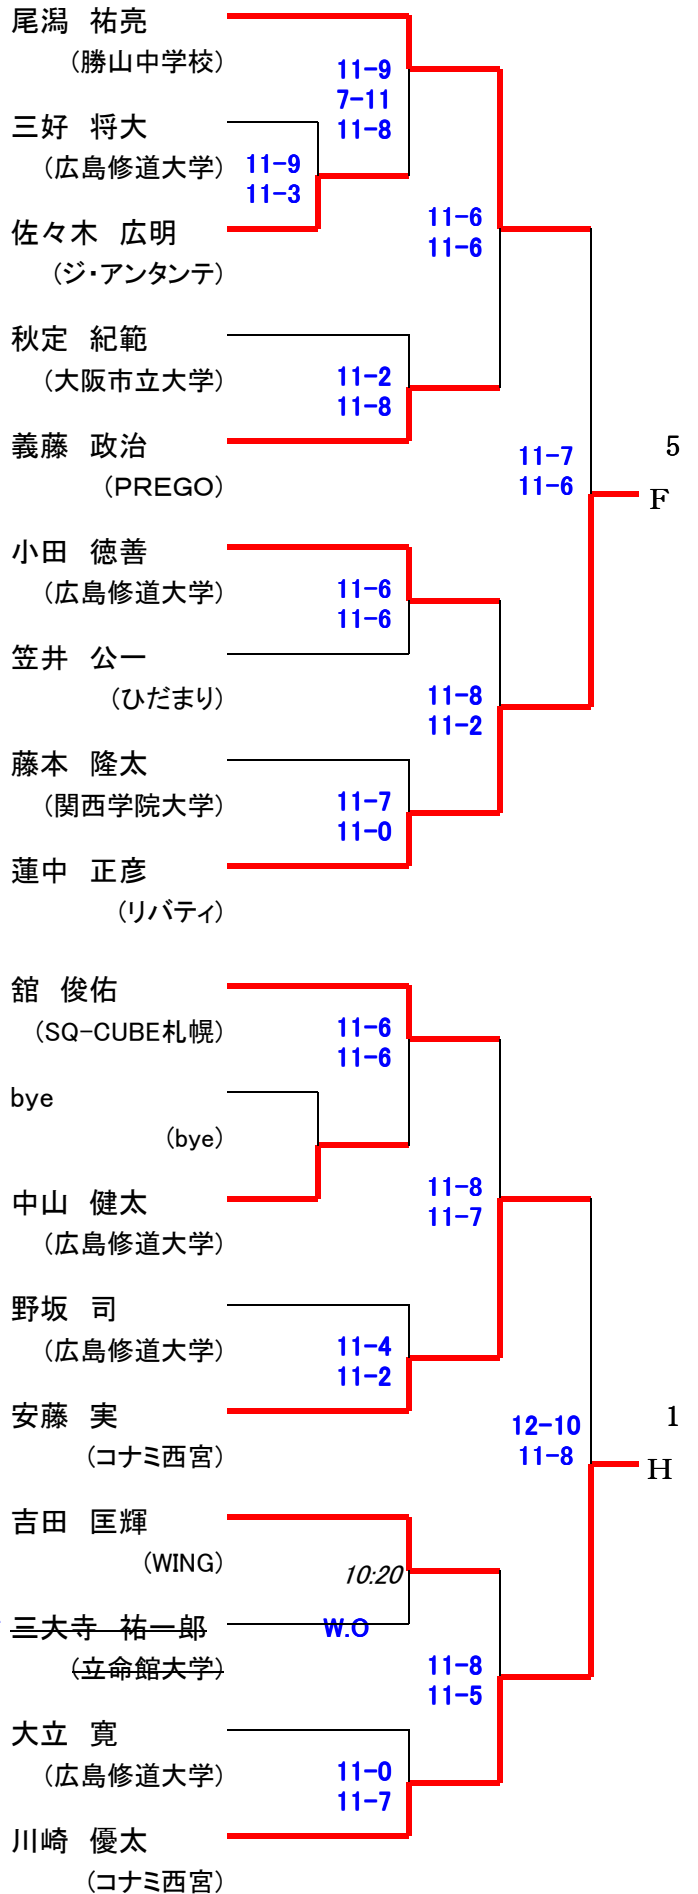 尾潟 祐亮
(勝山中学校)
11-9
7-11
11-8
三好 将大
(広島修道大学)
11-9
11-3
佐々木 広明
(ジ・アンタンテ)
11-6
11-6
秋定 紀範
(大阪市立大学)
11-2
11-8
義藤 政治
(PREGO)
11-7
11-6
5
F
小田 徳善
(広島修道大学)
11-6
11-6
笠井 公一
(ひだまり)
11-8
11-2
藤本 隆太
(関西学院大学)
11-7
11-0
蓮中 正彦
(リバティ)
舘 俊佑
(SQ-CUBE札幌)
11-6
11-6
bye
(bye)
中山 健太
(広島修道大学)
11-8
11-7
野坂 司
(広島修道大学)
11-4
11-2
安藤 実
(コナミ西宮)
12-10
11-8
1
H
吉田 匡輝
(WING)
10:20
三大寺 祐一郎
(立命館大学)
W.O
11-8
11-5
大立 寛
(広島修道大学)
11-0
11-7
川崎 優太
(コナミ西宮)